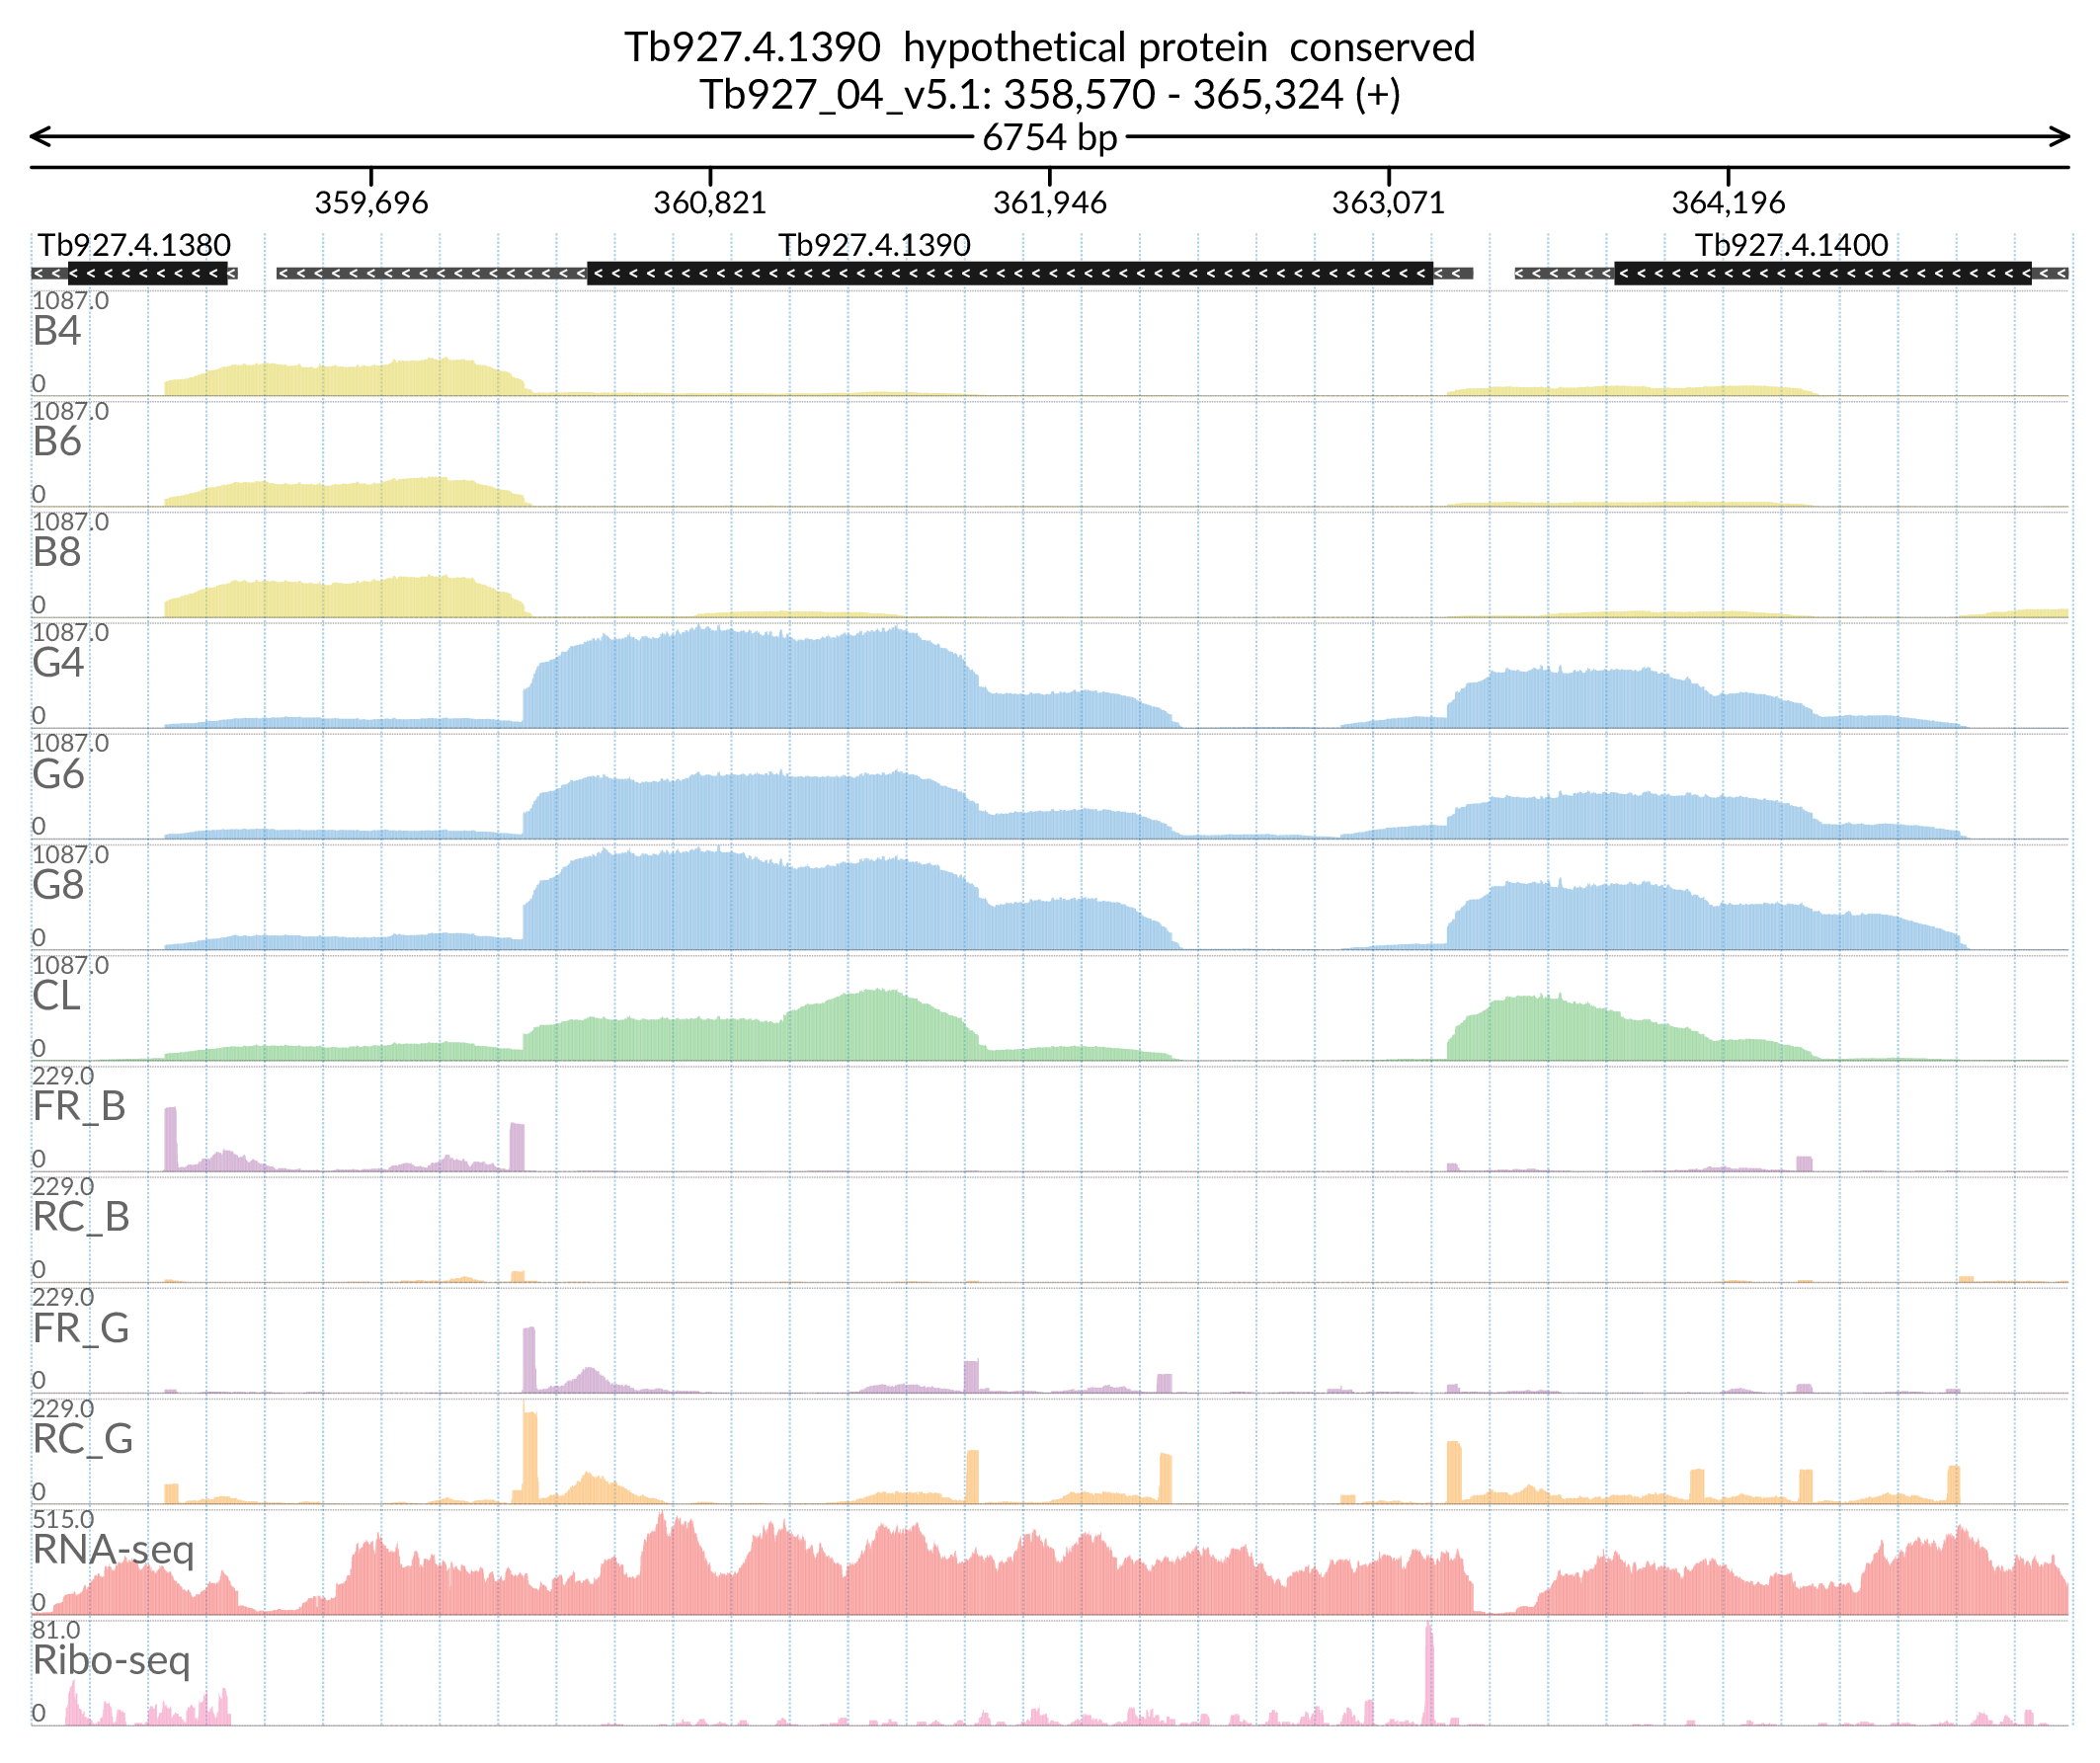 Tb927.4.1390  hypothetical protein  conserved
Tb927_04_v5.1: 358,570 - 365,324 (+)
6754 bp
359,696 360,821 361,946 363,071 364,196
Tb927.4.1380 Tb927.4.1390 Tb927.4.1400
1087.0
B4
0
1087.0
B6
0
1087.0
B8
0
1087.0
G4
0
1087.0
G6
0
1087.0
G8
0
1087.0
CL
0
229.0
FR_B
0
229.0
RC_B
0
229.0
FR_G
0
229.0
RC_G
0
515.0
RNA-seq
0
81.0
Ribo-seq
0